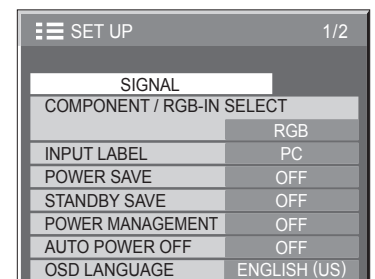 SET UP 1/2
SIGNAL
COMPONENT / RGB-IN SELECT
RGB
INPUT LABEL PC
POWER SAVE OFF
STANDBY SAVE OFF
POWER MANAGEMENT OFF
AUTO POWER OFF OFF
OSD LANGUAGE ENGLISH (US)